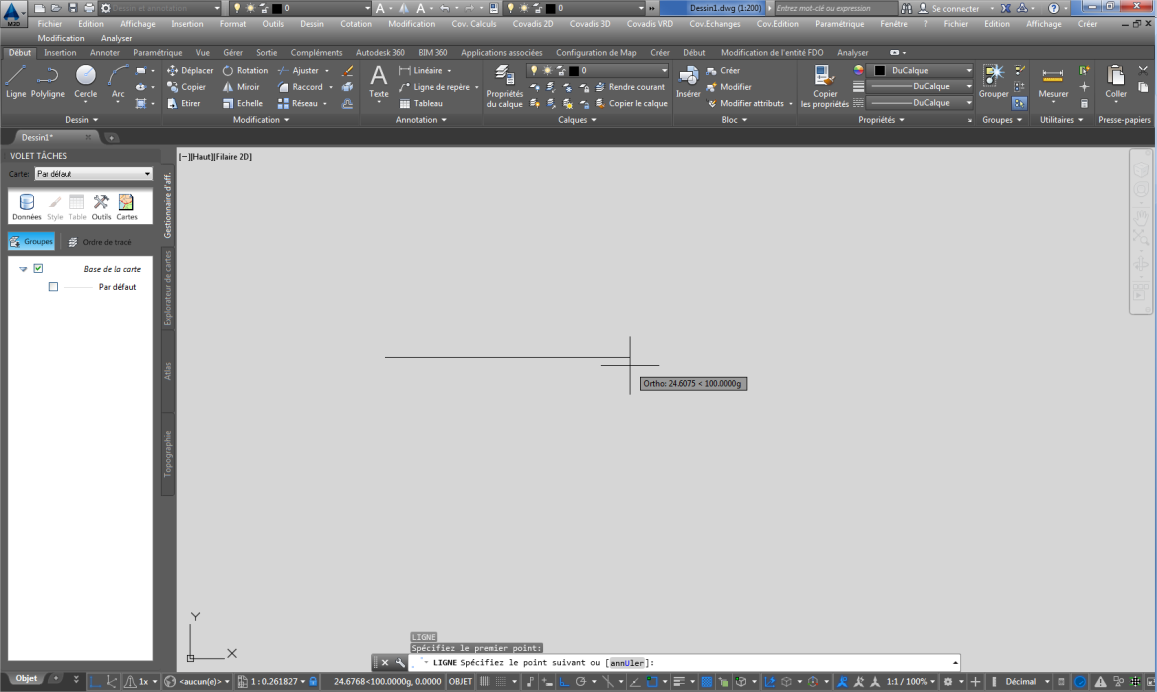 Dessin et annotation
0
A
A
0
Dessin1.dwg (1:200)
Entrez mot-clé ou expression
Se connecter
M3D
Fichier Edition Affichage Insertion Format Outils Dessin Cotation Modification Cov. Calculs Covadis 2D Covadis 3D Covadis VRD Cov.Echanges Cov.Edition Paramétrique Fenêtre ? Fichier Edition Affichage Créer
Modification Analyser
Début Insertion Annoter Paramétrique Vue Gérer Sortie Compléments Autodesk 360 BIM 360 Applications associées Configuration de Map Créer Début Modification de l'entité FDO Analyser
Ligne Polyligne Cercle Arc
Déplacer Rotation Ajuster
Copier Miroir Raccord
Etirer Echelle Réseau
A
Texte
Linéaire
Ligne de repère
Tableau
Propriétés du calque
0
Rendre courant
Copier le calque
Insérer
Créer
Modifier
Modifier attributs
Copier les propriétés
DuCalque
DuCalque
DuCalque
Grouper
Mesurer
Coller
Dessin Modification Annotation Calques Bloc Propriétés Groupes Utilitaires Presse-papiers
Dessin1*
VOLET TÂCHES
Carte: Par défaut
Données Style Table Outils Cartes
Groupes Ordre de tracé
Base de la carte
Par défaut
Gestionnaire d'aff.
Explorateur de cartes
Atlas
Topographie
[−][Haut][Filaire 2D]
Ortho: 24.6075 < 100.0000g
Y
X
LIGNE
Spécifiez le premier point:
LIGNE Spécifiez le point suivant ou [annUler]:
Objet
1x
<aucun(e)>
1 : 0.261827
24.6768<100.0000g, 0.0000
OBJET
1:1 / 100%
Décimal